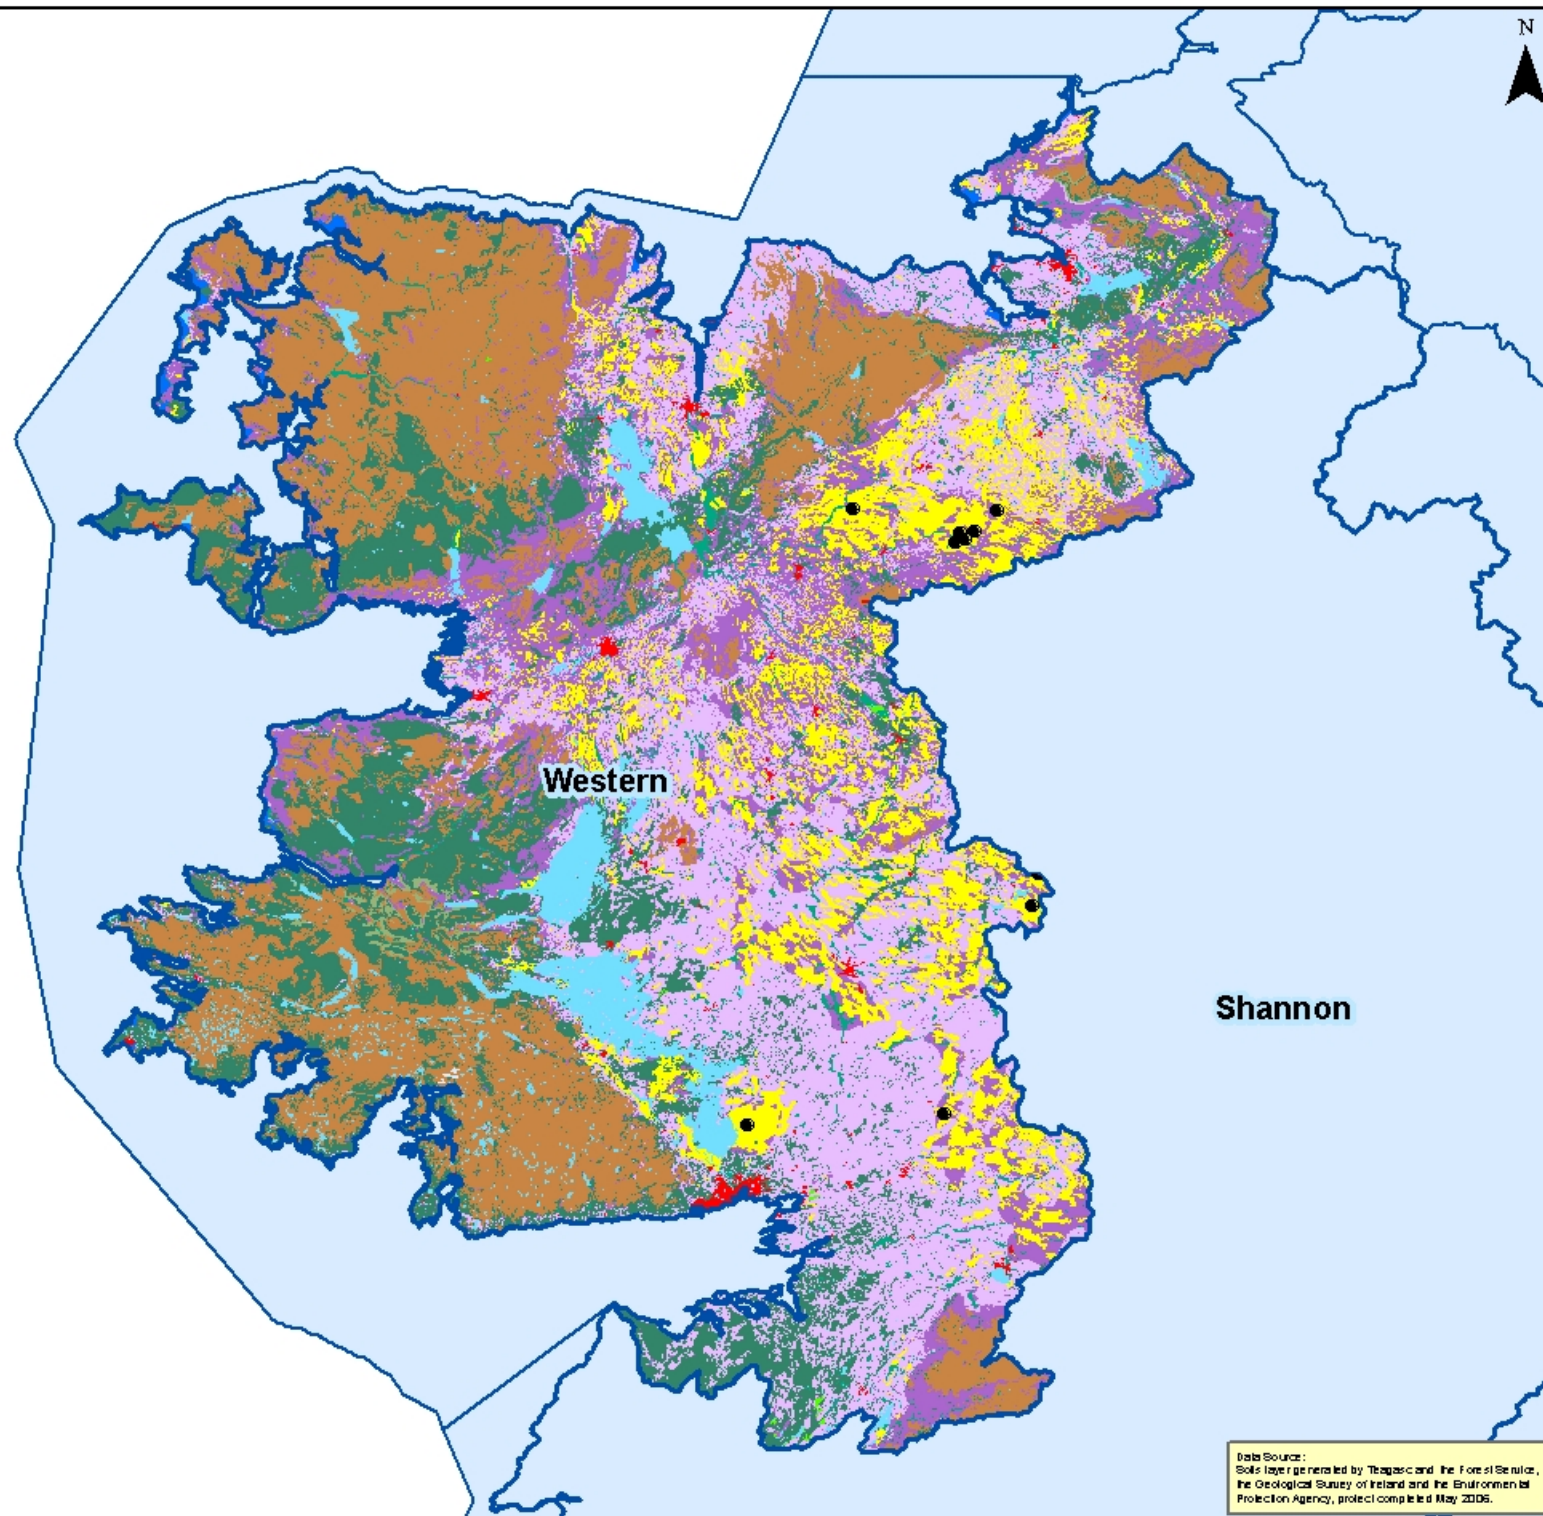 N
Western
Shannon
Data Source:
Soils layer generated by Teagasc and the Forest Service,
the Geological Survey of Ireland and the Environmental
Protection Agency, project completed May 2006.